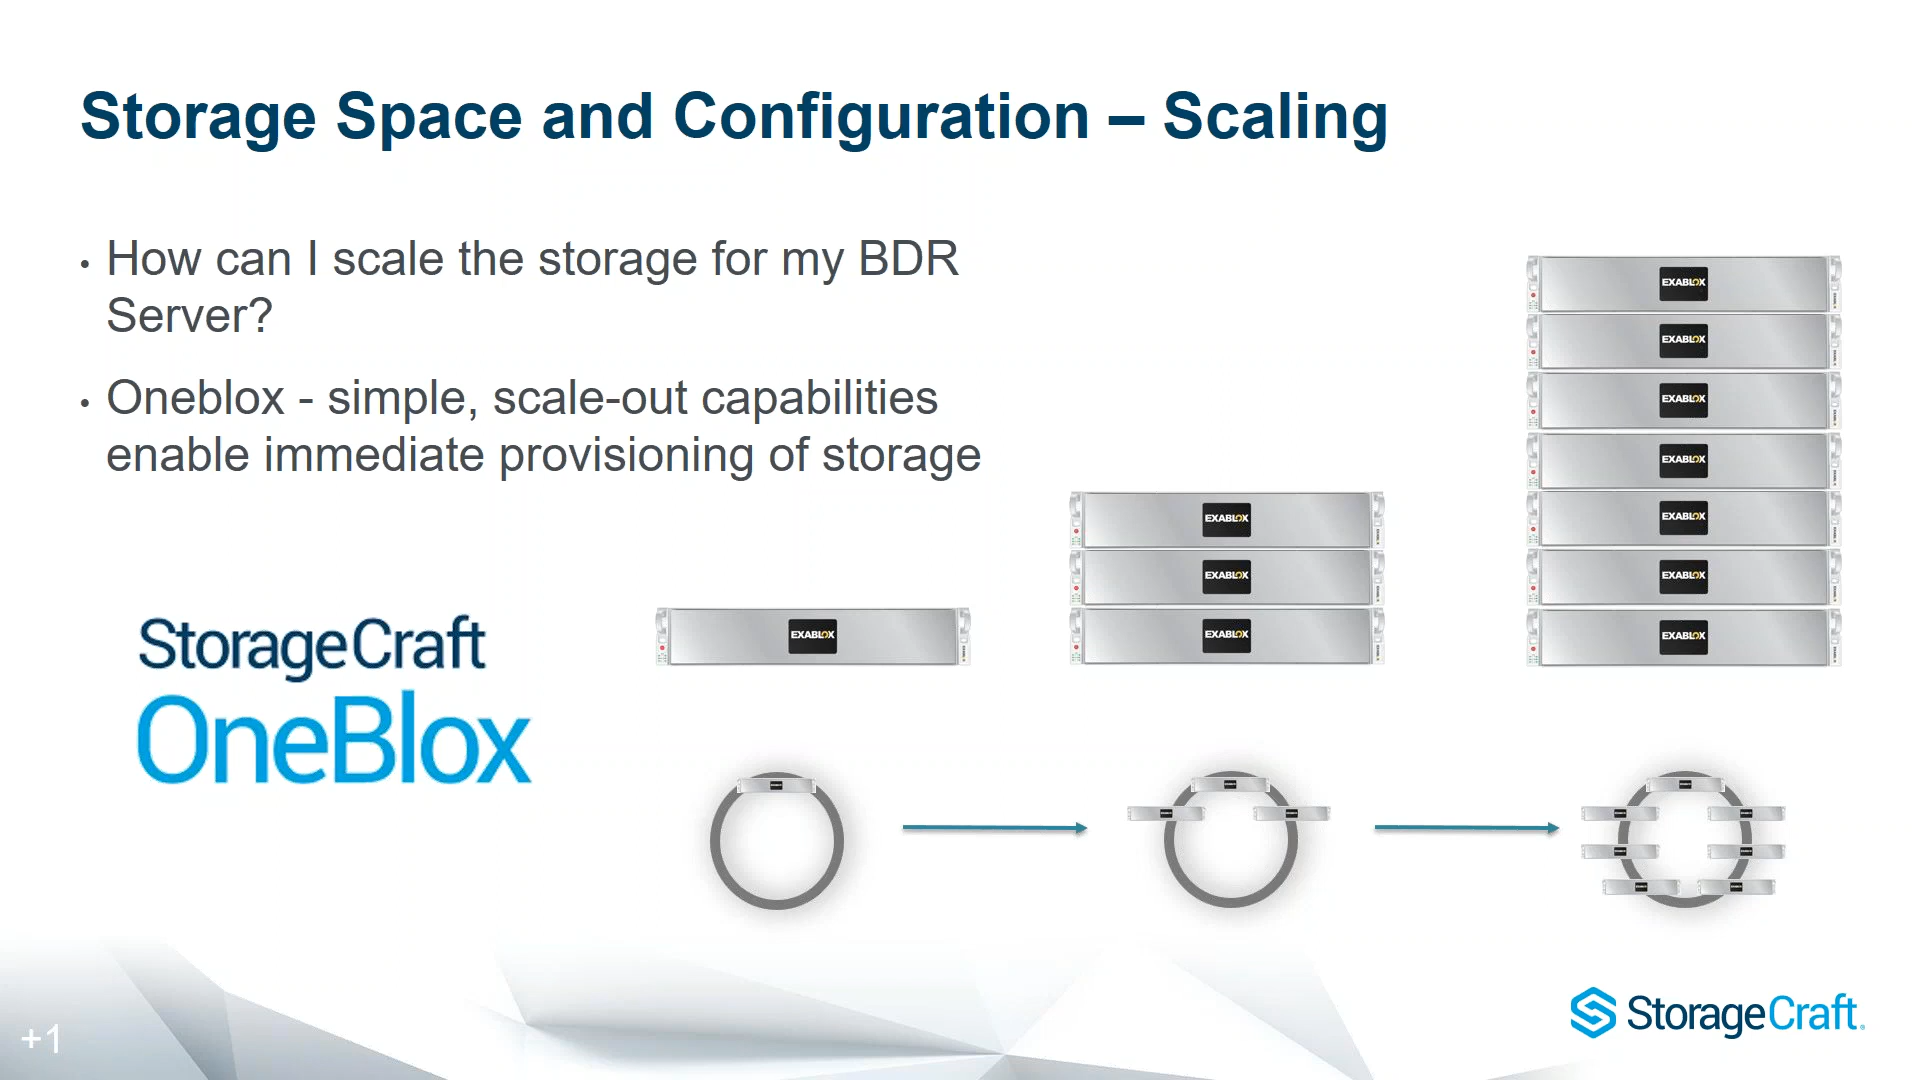 Storage Space and Configuration – Scaling
• How can I scale the storage for my BDR
Server?
• Oneblox - simple, scale-out capabilities
enable immediate provisioning of storage
EXABLOX
EXABLOX
EXABLOX
EXABLOX
EXABLOX
EXABLOX
EXABLOX
EXABLOX
EXABLOX
EXABLOX
EXABLOX
StorageCraft
OneBlox
+1
StorageCraft